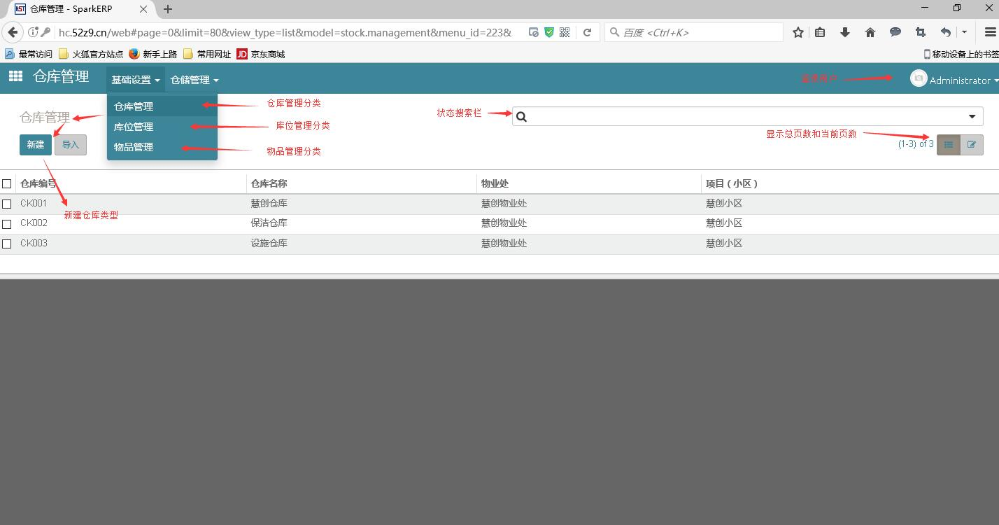 仓库管理 - SparkERP
hc.52z9.cn/web#page=0&limit=80&view_type=list&model=stock.management&menu_id=223&
百度 <Ctrl+K>
最常访问 火狐官方站点 新手上路 常用网址 JD 京东商城 移动设备上的书签
仓库管理 基础设置 仓储管理 登录用户 Administrator
仓库管理 仓库管理分类
库位管理 库位管理分类
物品管理 物品管理分类
仓库管理 状态搜索栏
新建 导入 显示总页数和当前页数 (1-3) of 3
仓库编号 仓库名称 物业处 项目（小区）
CK001 慧创仓库 慧创物业处 慧创小区
新建仓库类型
CK002 保洁仓库 慧创物业处 慧创小区
CK003 设施仓库 慧创物业处 慧创小区